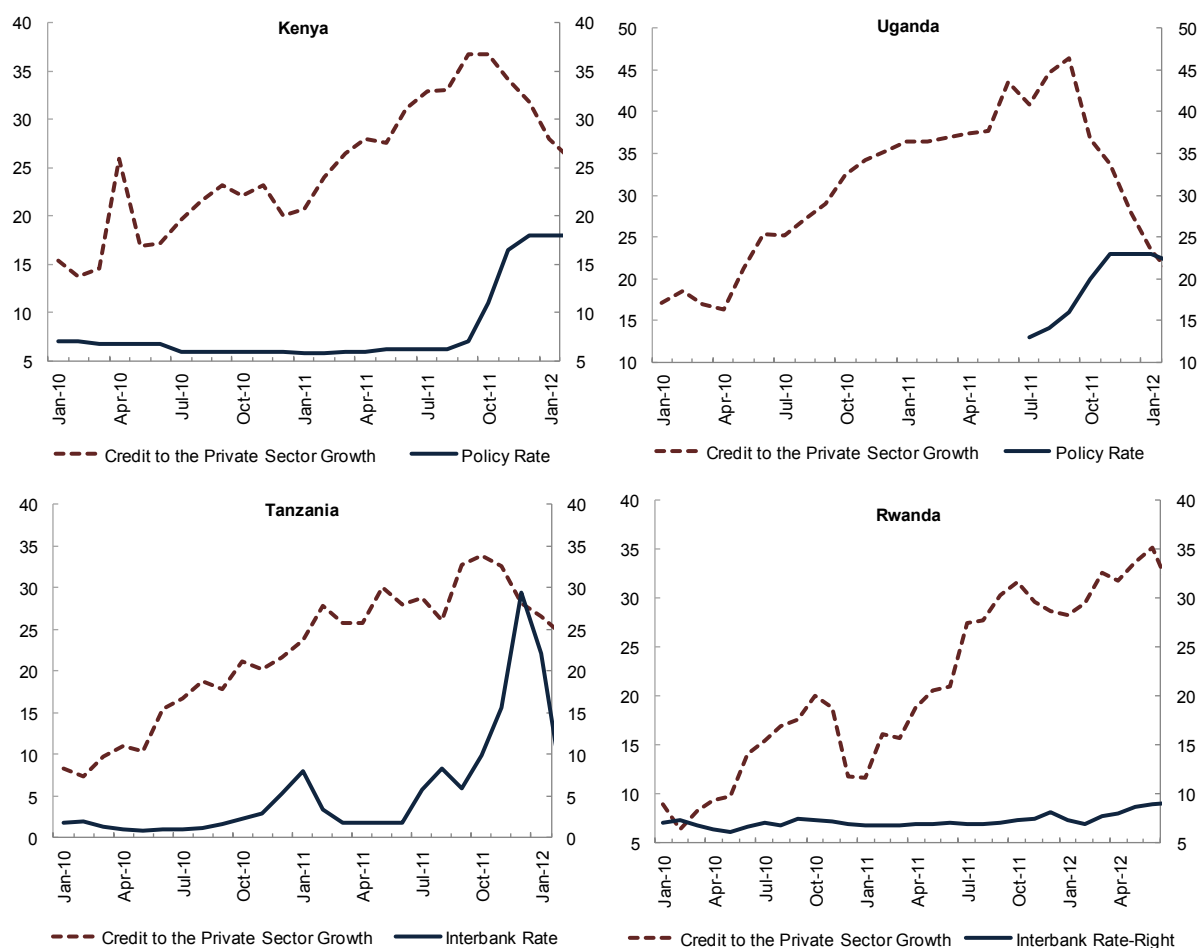 Kenya
40
35
30
25
20
15
10
5
40
35
30
25
20
15
10
5
Jan-10
Apr-10
Jul-10
Oct-10
Jan-11
Apr-11
Jul-11
Oct-11
Jan-12
Credit to the Private Sector Growth
Policy Rate
Uganda
50
45
40
35
30
25
20
15
10
50
45
40
35
30
25
20
15
10
Jan-10
Apr-10
Jul-10
Oct-10
Jan-11
Apr-11
Jul-11
Oct-11
Jan-12
Credit to the Private Sector Growth
Policy Rate
Tanzania
40
35
30
25
20
15
10
5
0
40
35
30
25
20
15
10
5
0
Jan-10
Apr-10
Jul-10
Oct-10
Jan-11
Apr-11
Jul-11
Oct-11
Jan-12
Credit to the Private Sector Growth
Interbank Rate
Rwanda
40
35
30
25
20
15
10
5
40
35
30
25
20
15
10
5
Jan-10
Apr-10
Jul-10
Oct-10
Jan-11
Apr-11
Jul-11
Oct-11
Jan-12
Apr-12
Credit to the Private Sector Growth
Interbank Rate-Right